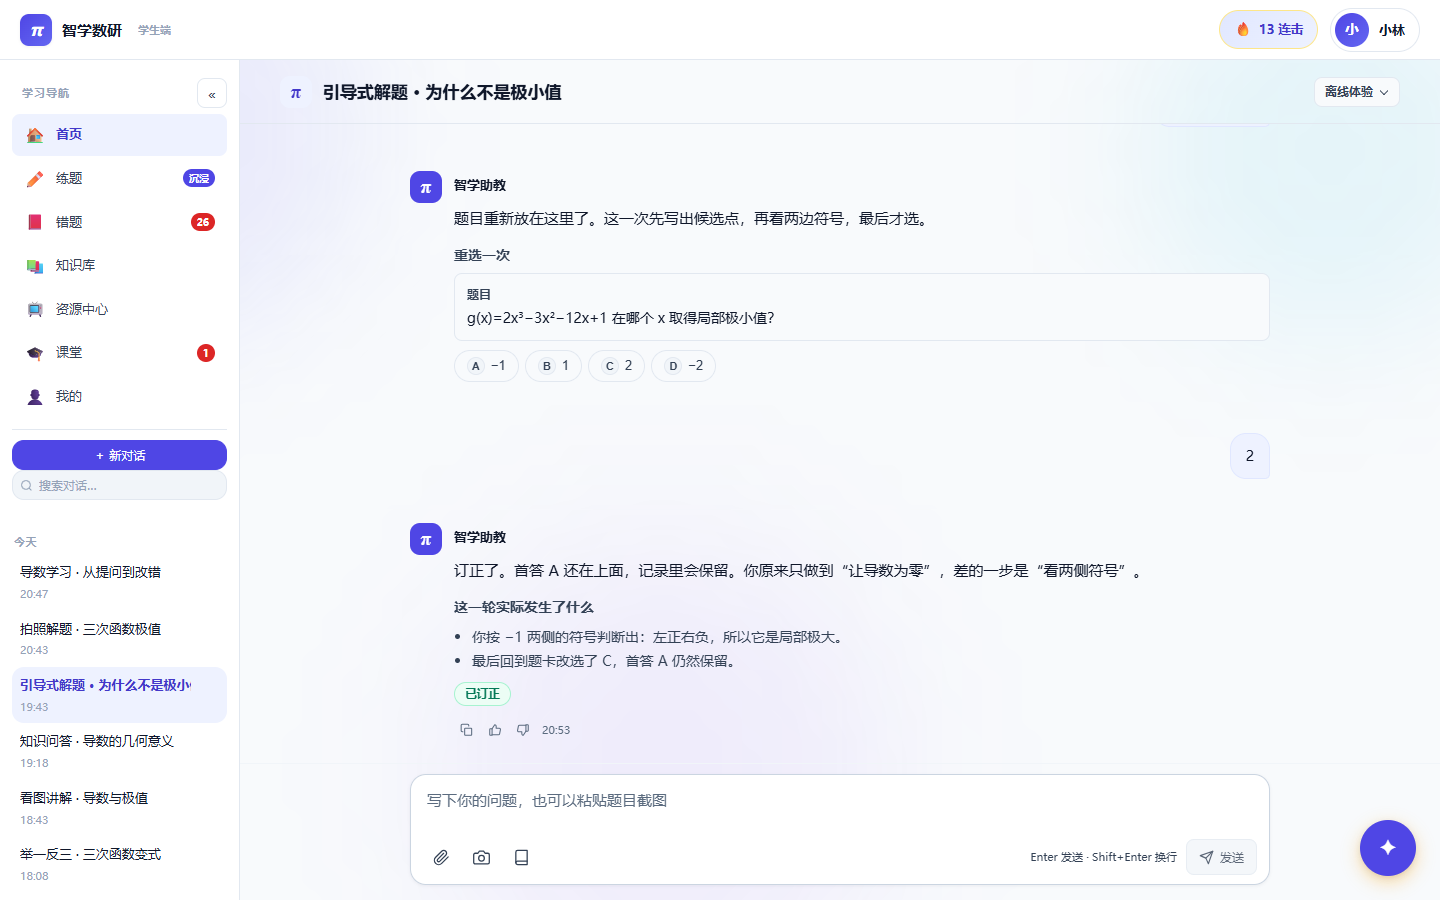 π 智学数研 学生端
13 连击
小 小林
学习导航 «
首页
练题 沉浸
错题 26
知识库
资源中心
课堂 1
我的
+ 新对话
搜索对话...
今天
导数学习 · 从提问到改错
20:47
拍照解题 · 三次函数极值
20:43
引导式解题 • 为什么不是极小
19:43
知识问答 · 导数的几何意义
19:18
看图讲解 · 导数与极值
18:43
举一反三 · 三次函数变式
18:08
π 引导式解题 • 为什么不是极小值
离线体验
π 智学助教
题目重新放在这里了。这一次先写出候选点，再看两边符号，最后才选。
重选一次
题目
g(x)=2x³−3x²−12x+1 在哪个 x 取得局部极小值?
A −1 B 1 C 2 D −2
2
π 智学助教
订正了。首答 A 还在上面，记录里会保留。你原来只做到“让导数为零”，差的一步是“看两侧符号”。
这一轮实际发生了什么
• 你按 −1 两侧的符号判断出：左正右负，所以它是局部极大。
• 最后回到题卡改选了 C，首答 A 仍然保留。
已订正
20:53
写下你的问题，也可以粘贴题目截图
Enter 发送 · Shift+Enter 换行 发送